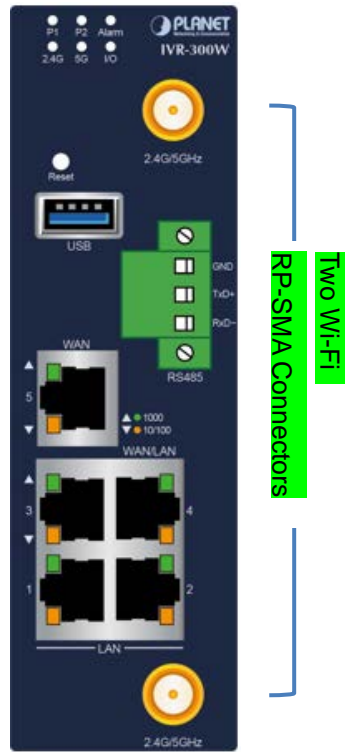 PLANET
Networking & Communication
IVR-300W
P1 P2 Alarm
2.4G 5G I/O
2.4G/5GHz
Reset
USB
GND
TxD+
RxD-
RS485
WAN
5
1000
10/100
WAN/LAN
3
4
1
2
LAN
2.4G/5GHz
Two Wi-Fi
RP-SMA Connectors